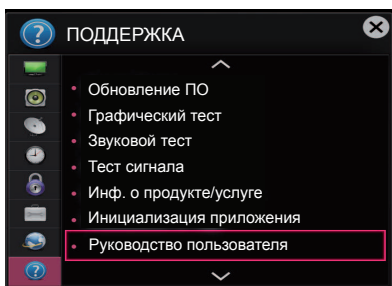 ПОДДЕРЖКА
Обновление ПО
Графический тест
Звуковой тест
Тест сигнала
Инф. о продукте/услуге
Инициализация приложения
Руководство пользователя